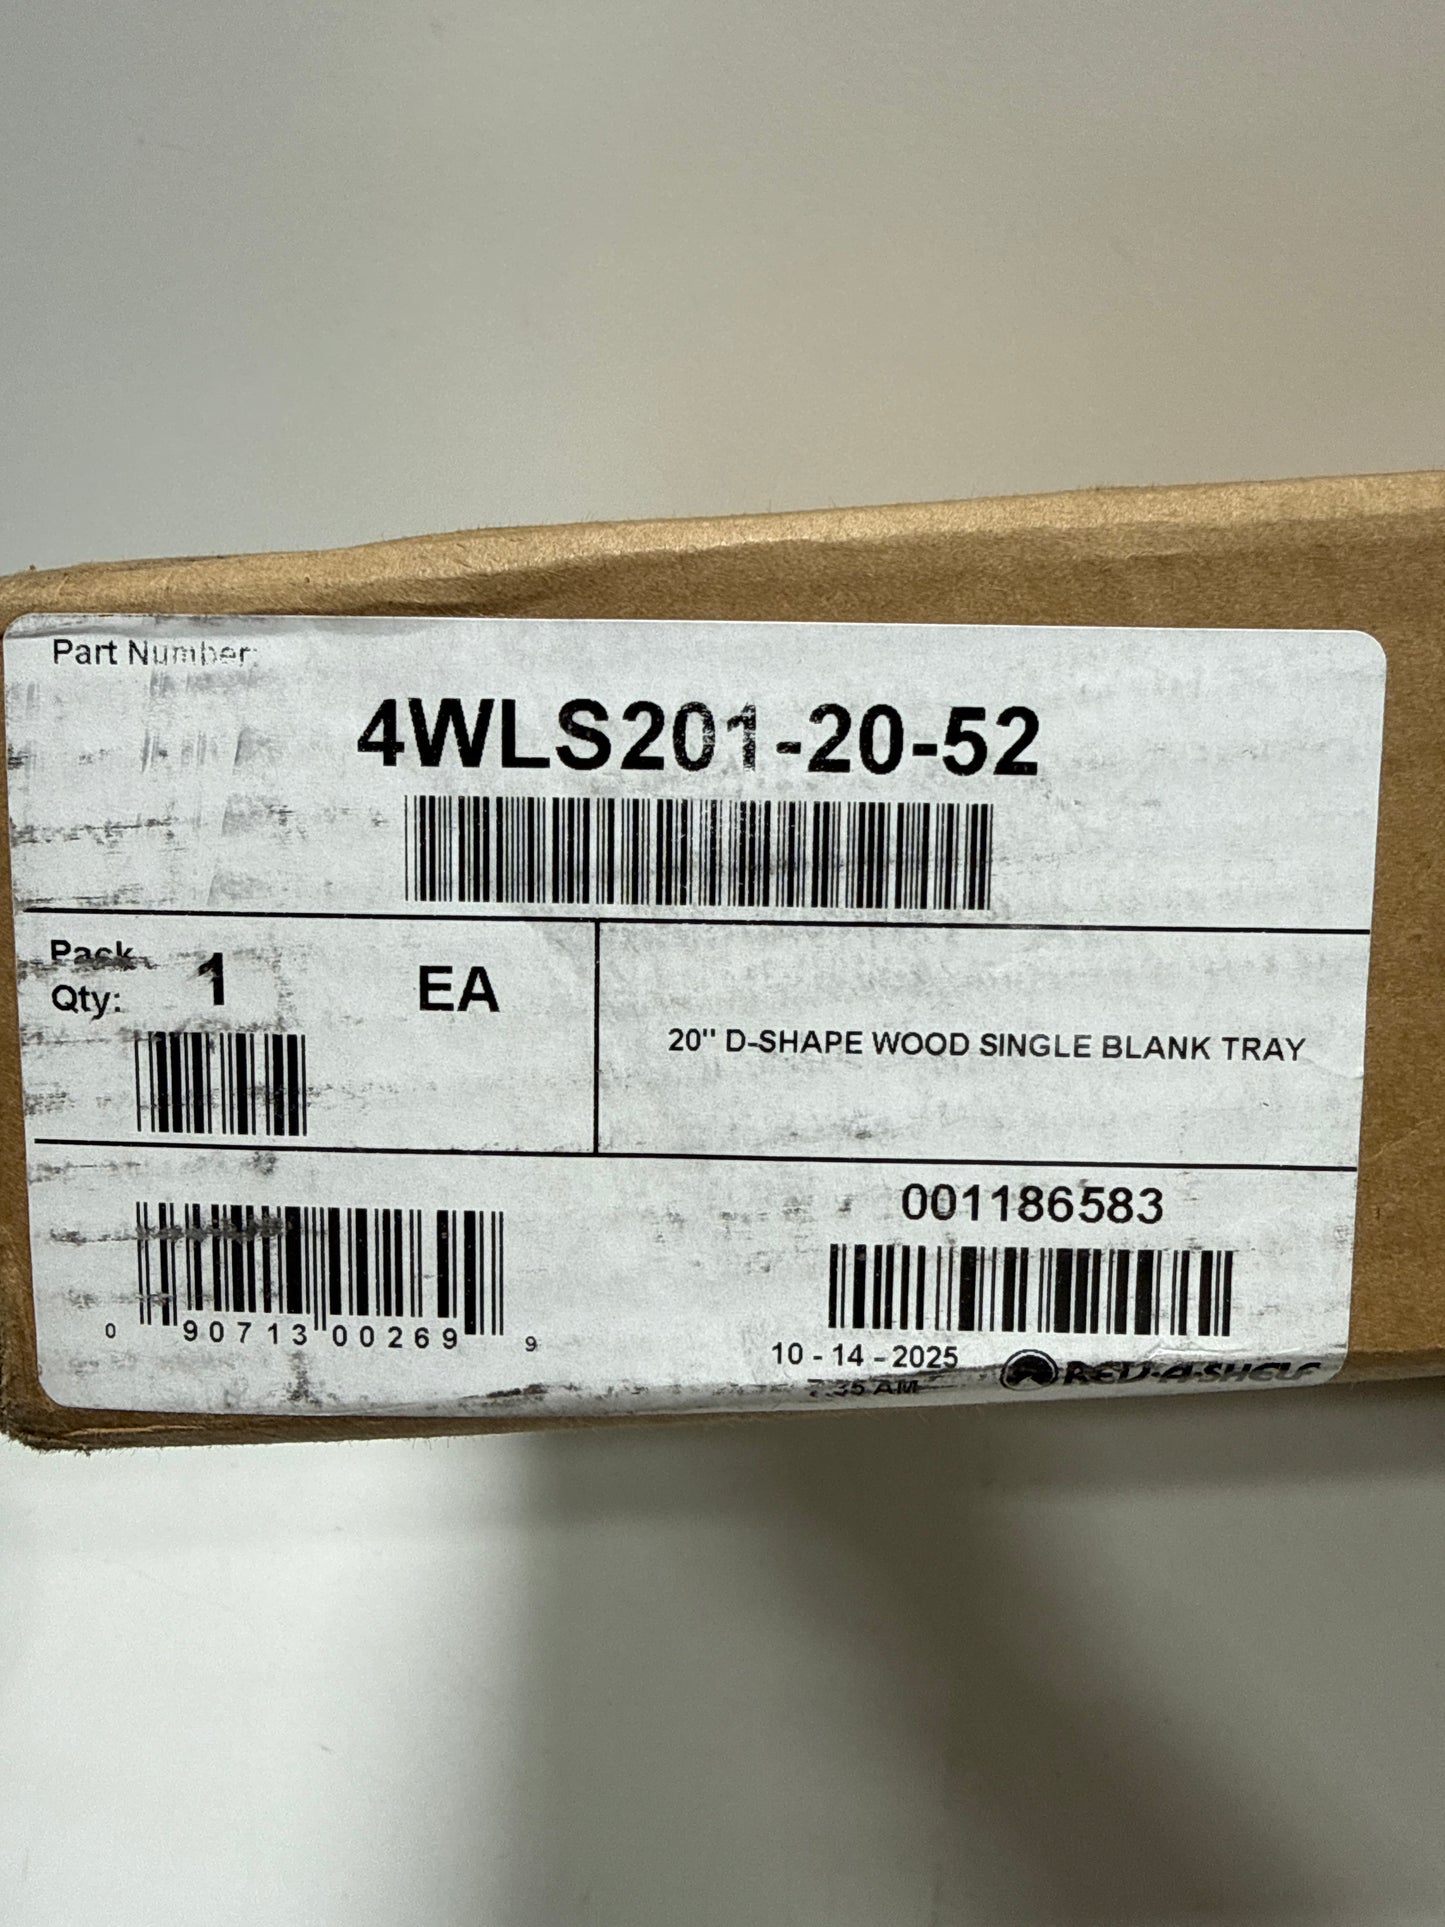 Part Number:
4WLS201-20-52
Pack
Qty:
1
EA
20" D-SHAPE WOOD SINGLE BLANK TRAY
0 90713 00269 9
001186583
10 - 14 - 2025
7:35 AM
REV-A-SHELF